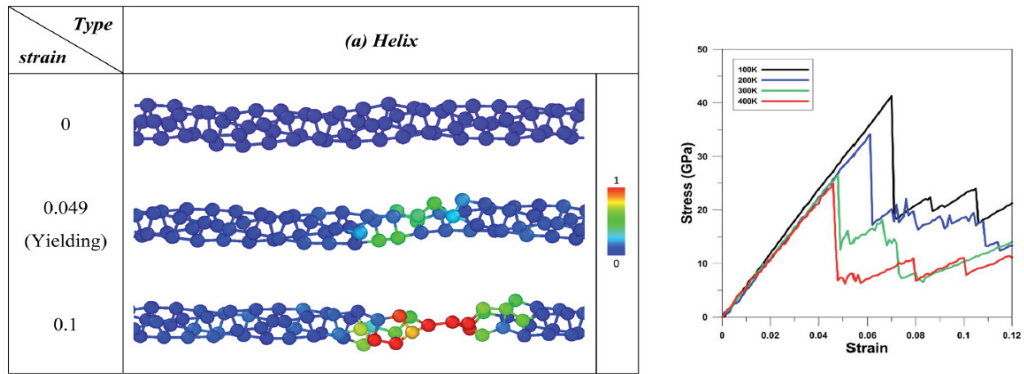 Type
strain
(a) Helix
0
0.049
(Yielding)
0.1
1
0
50
40
30
20
10
0
Stress (GPa)
100K
200K
300K
400K
0 0.02 0.04 0.06 0.08 0.1 0.12
Strain